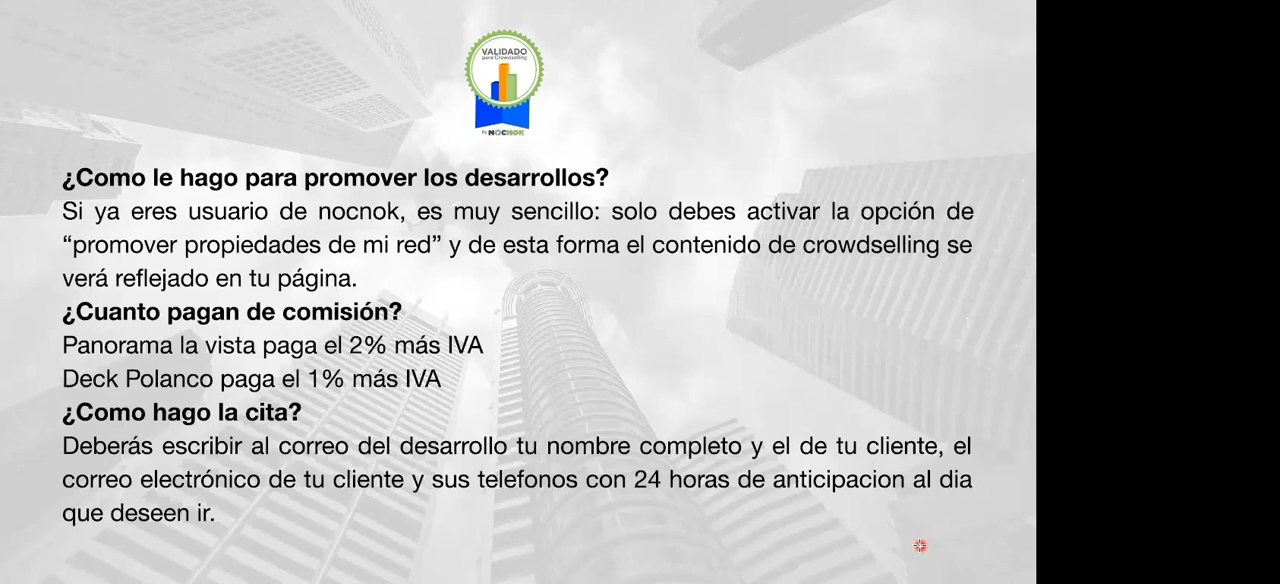 VALIDADO
para Crowdselling
by NOCNOK
¿Como le hago para promover los desarrollos?
Si ya eres usuario de nocnok, es muy sencillo: solo debes activar la opción de
“promover propiedades de mi red” y de esta forma el contenido de crowdselling se
verá reflejado en tu página.
¿Cuanto pagan de comisión?
Panorama la vista paga el 2% más IVA
Deck Polanco paga el 1% más IVA
¿Como hago la cita?
Deberás escribir al correo del desarrollo tu nombre completo y el de tu cliente, el
correo electrónico de tu cliente y sus telefonos con 24 horas de anticipacion al dia
que deseen ir.